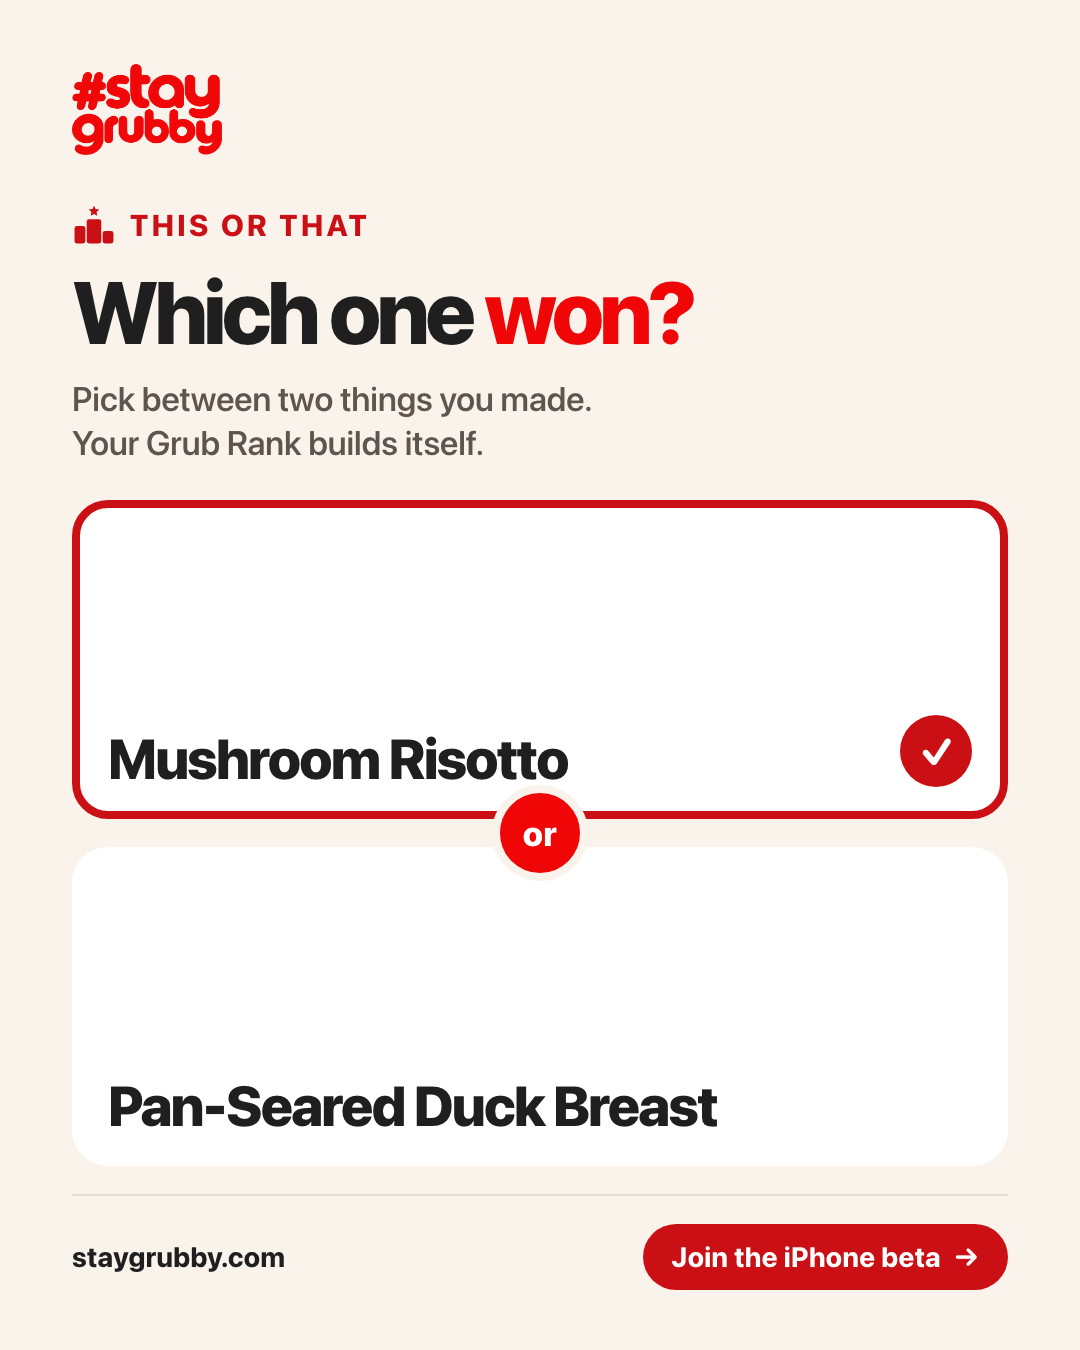 #stay
grubby
THIS OR THAT
Which one won?
Pick between two things you made.
Your Grub Rank builds itself.
Mushroom Risotto
or
Pan-Seared Duck Breast
staygrubby.com
Join the iPhone beta →